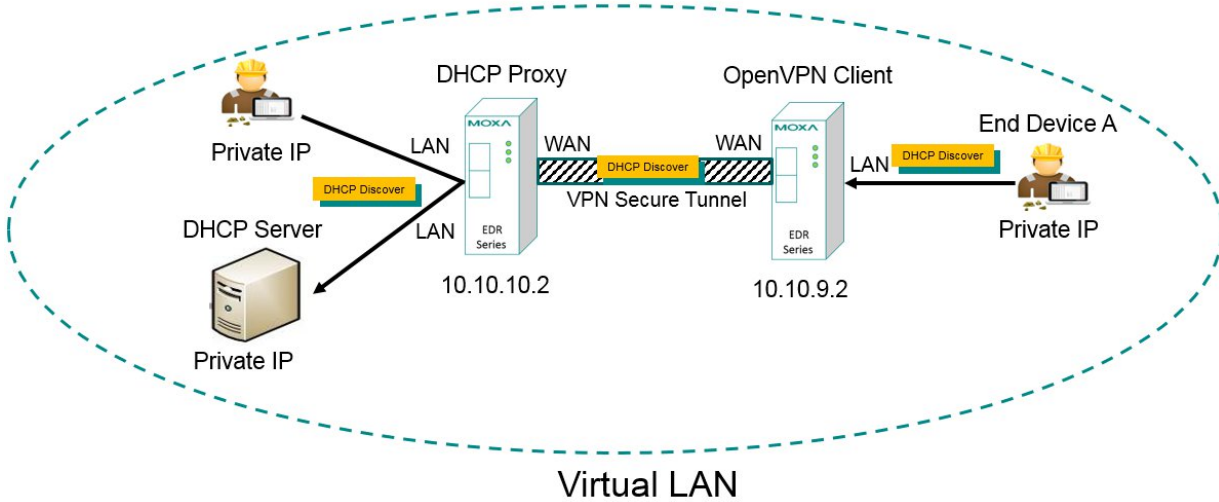 DHCP Proxy
OpenVPN Client
End Device A
Private IP
LAN
MOXA
WAN
WAN
MOXA
LAN
DHCP Discover
DHCP Discover
DHCP Discover
VPN Secure Tunnel
Private IP
DHCP Server
LAN
EDR
Series
EDR
Series
10.10.10.2
10.10.9.2
Private IP
Virtual LAN